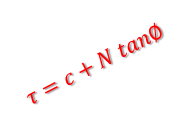 τ = c + N tanϕ